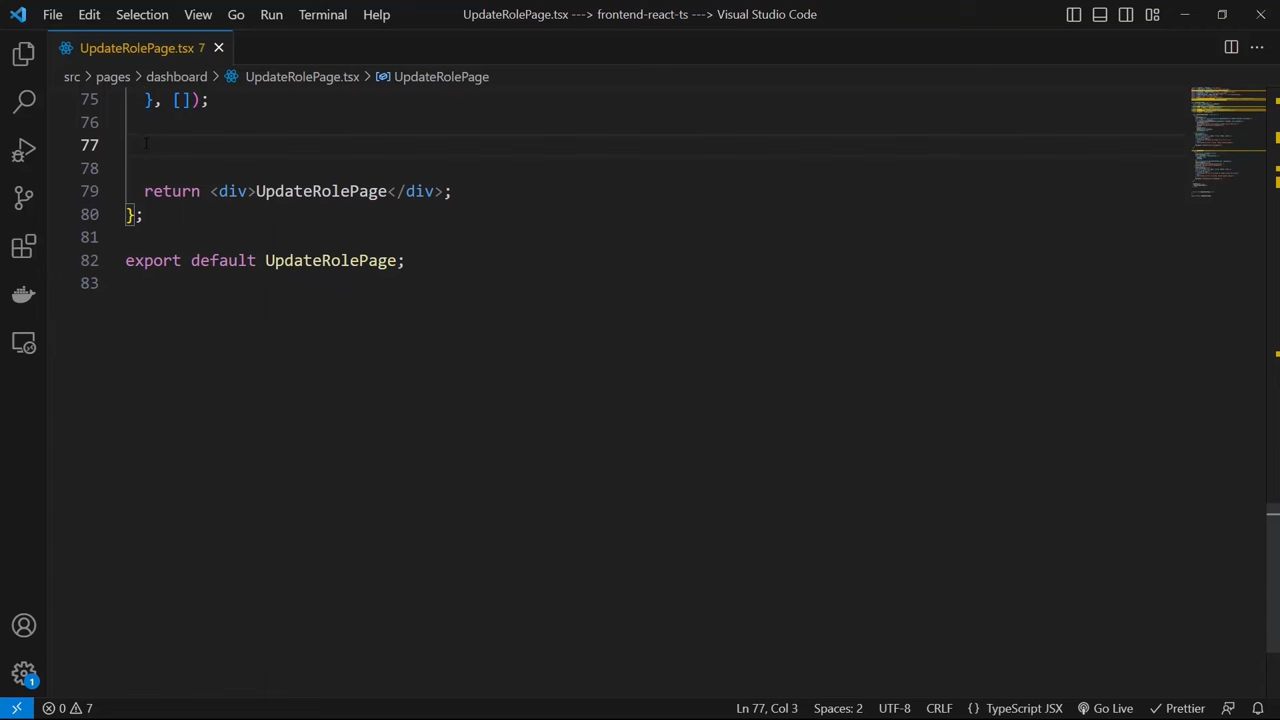 File Edit Selection View Go Run Terminal Help UpdateRolePage.tsx ---> frontend-react-ts ---> Visual Studio Code
UpdateRolePage.tsx 7
src > pages > dashboard > UpdateRolePage.tsx > UpdateRolePage
75 }, []);
76
77
78
79 return <div>UpdateRolePage</div>;
80 };
81
82 export default UpdateRolePage;
83
1
0 7 Ln 77, Col 3 Spaces: 2 UTF-8 CRLF {} TypeScript JSX Go Live Prettier